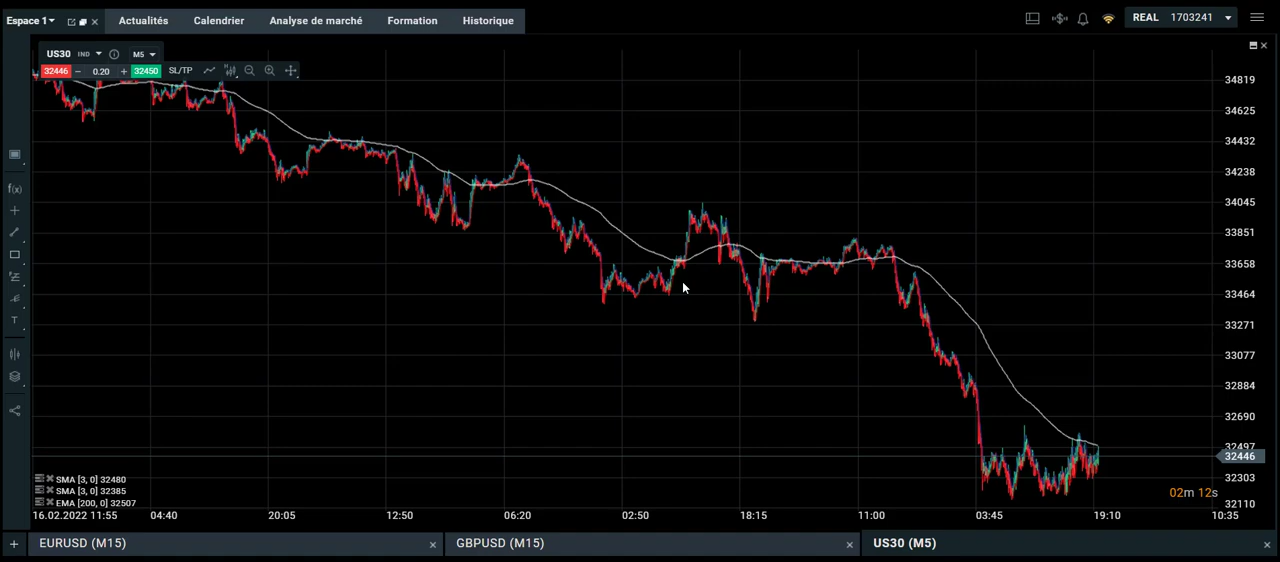 Espace 1
Actualités
Calendrier
Analyse de marché
Formation
Historique
REAL 1703241
US30 IND M5
32446 − 0.20 + 32450 SL/TP
f(x)
T
34819
34625
34432
34238
34045
33851
33658
33464
33271
33077
32884
32690
32497
32446
32303
32110
02m 12s
SMA [3, 0] 32480
SMA [3, 0] 32385
EMA [200, 0] 32507
16.02.2022 11:55 04:40 20:05 12:50 06:20 02:50 18:15 11:00 03:45 19:10 10:35
+ EURUSD (M15) × GBPUSD (M15) × US30 (M5) ×